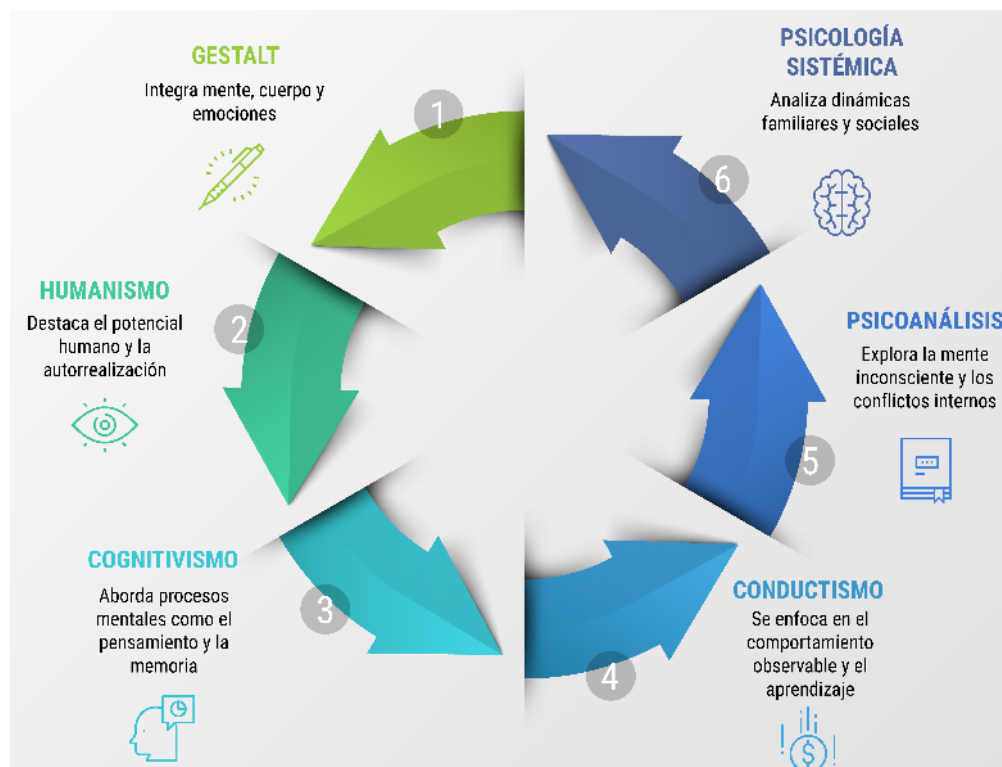 GESTALT
Integra mente, cuerpo y
emociones
1
HUMANISMO
Destaca el potencial
humano y la
autorrealización
2
COGNITIVISMO
Aborda procesos
mentales como el
pensamiento y la
memoria
3
CONDUCTISMO
Se enfoca en el
comportamiento
observable y el
aprendizaje
4
PSICOANÁLISIS
Explora la mente
inconsciente y los
conflictos internos
5
PSICOLOGÍA
SISTÉMICA
Analiza dinámicas
familiares y sociales
6
$